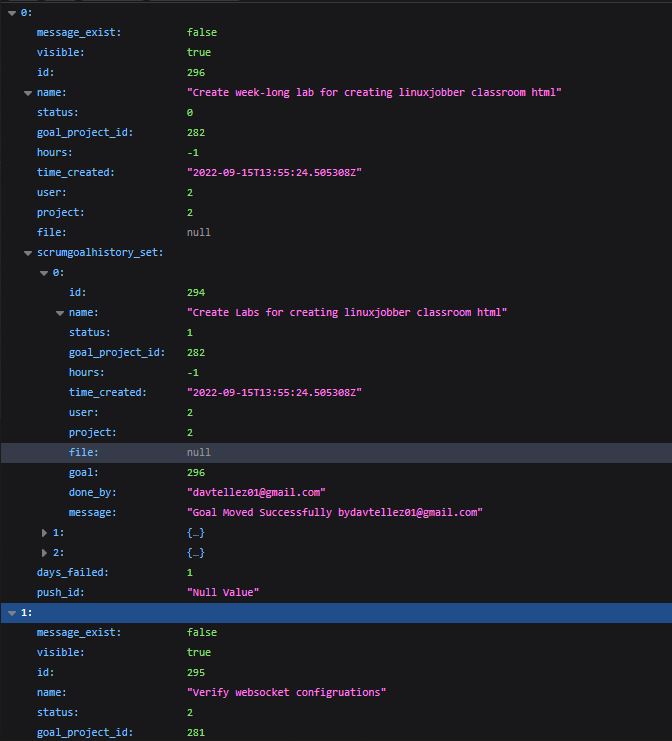 0:
message_exist: false
visible: true
id: 296
name: "Create week-long lab for creating linuxjobber classroom html"
status: 0
goal_project_id: 282
hours: -1
time_created: "2022-09-15T13:55:24.505308Z"
user: 2
project: 2
file: null
scrumgoalhistory_set:
0:
id: 294
name: "Create Labs for creating linuxjobber classroom html"
status: 1
goal_project_id: 282
hours: -1
time_created: "2022-09-15T13:55:24.505308Z"
user: 2
project: 2
file: null
goal: 296
done_by: "davtellez01@gmail.com"
message: "Goal Moved Successfully bydavtellez01@gmail.com"
1: {…}
2: {…}
days_failed: 1
push_id: "Null Value"
1:
message_exist: false
visible: true
id: 295
name: "Verify websocket configruations"
status: 2
goal_project_id: 281